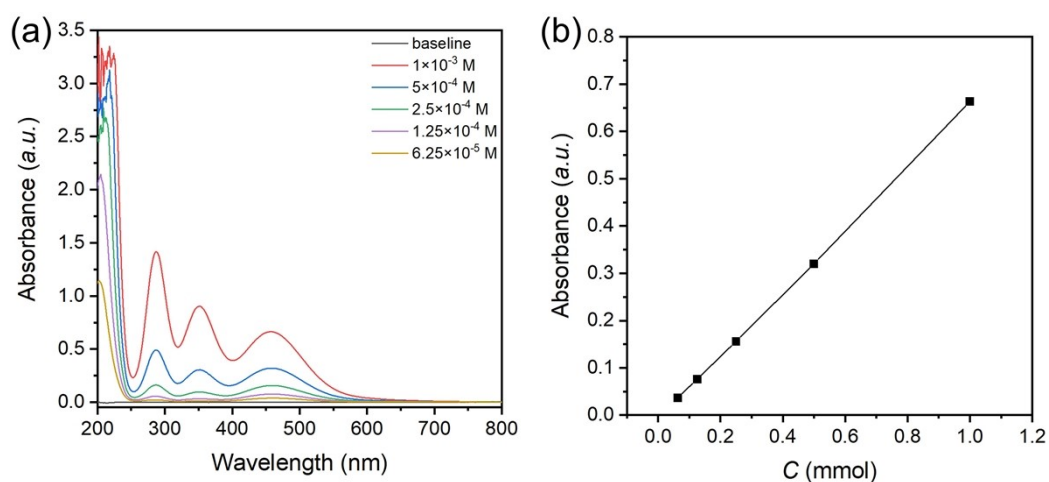 (a)
3.5
3.0
2.5
2.0
1.5
1.0
0.5
0.0
Absorbance (a.u.)
200 300 400 500 600 700 800
Wavelength (nm)
baseline
1×10⁻³ M
5×10⁻⁴ M
2.5×10⁻⁴ M
1.25×10⁻⁴ M
6.25×10⁻⁵ M
(b)
0.8
0.7
0.6
0.5
0.4
0.3
0.2
0.1
0.0
Absorbance (a.u.)
0.0 0.2 0.4 0.6 0.8 1.0 1.2
C (mmol)